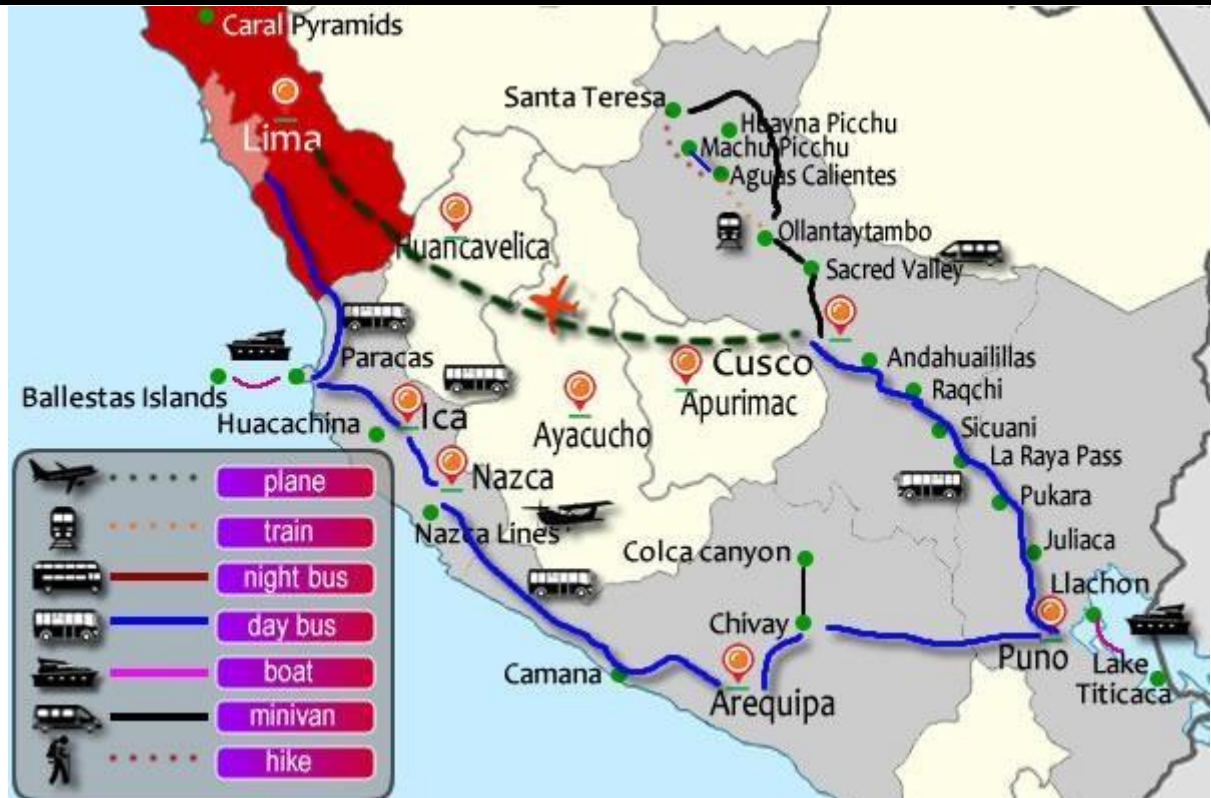 Caral Pyramids
Lima
Santa Teresa
Huayna Picchu
Machu Picchu
Aguas Calientes
Huancavelica
Ollantaytambo
Sacred Valley
Paracas
Cusco
Andahuailillas
Ballestas Islands
Apurimac
Raqchi
Huacachina
Ica
Ayacucho
Sicuani
La Raya Pass
Nazca
Pukara
Nazca Lines
Colca canyon
Juliaca
Llachon
Chivay
Puno
Lake
Titicaca
Camana
Arequipa
plane
train
night bus
day bus
boat
minivan
hike